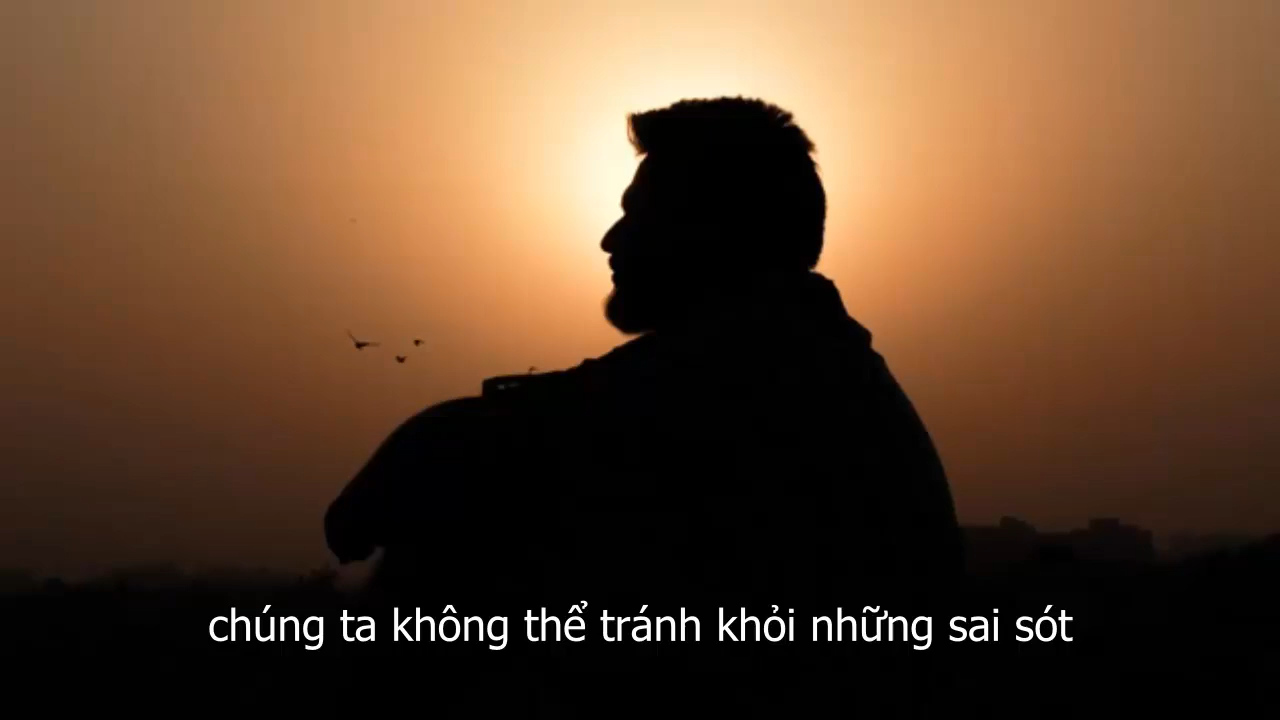 chúng ta không thể tránh khỏi những sai sót